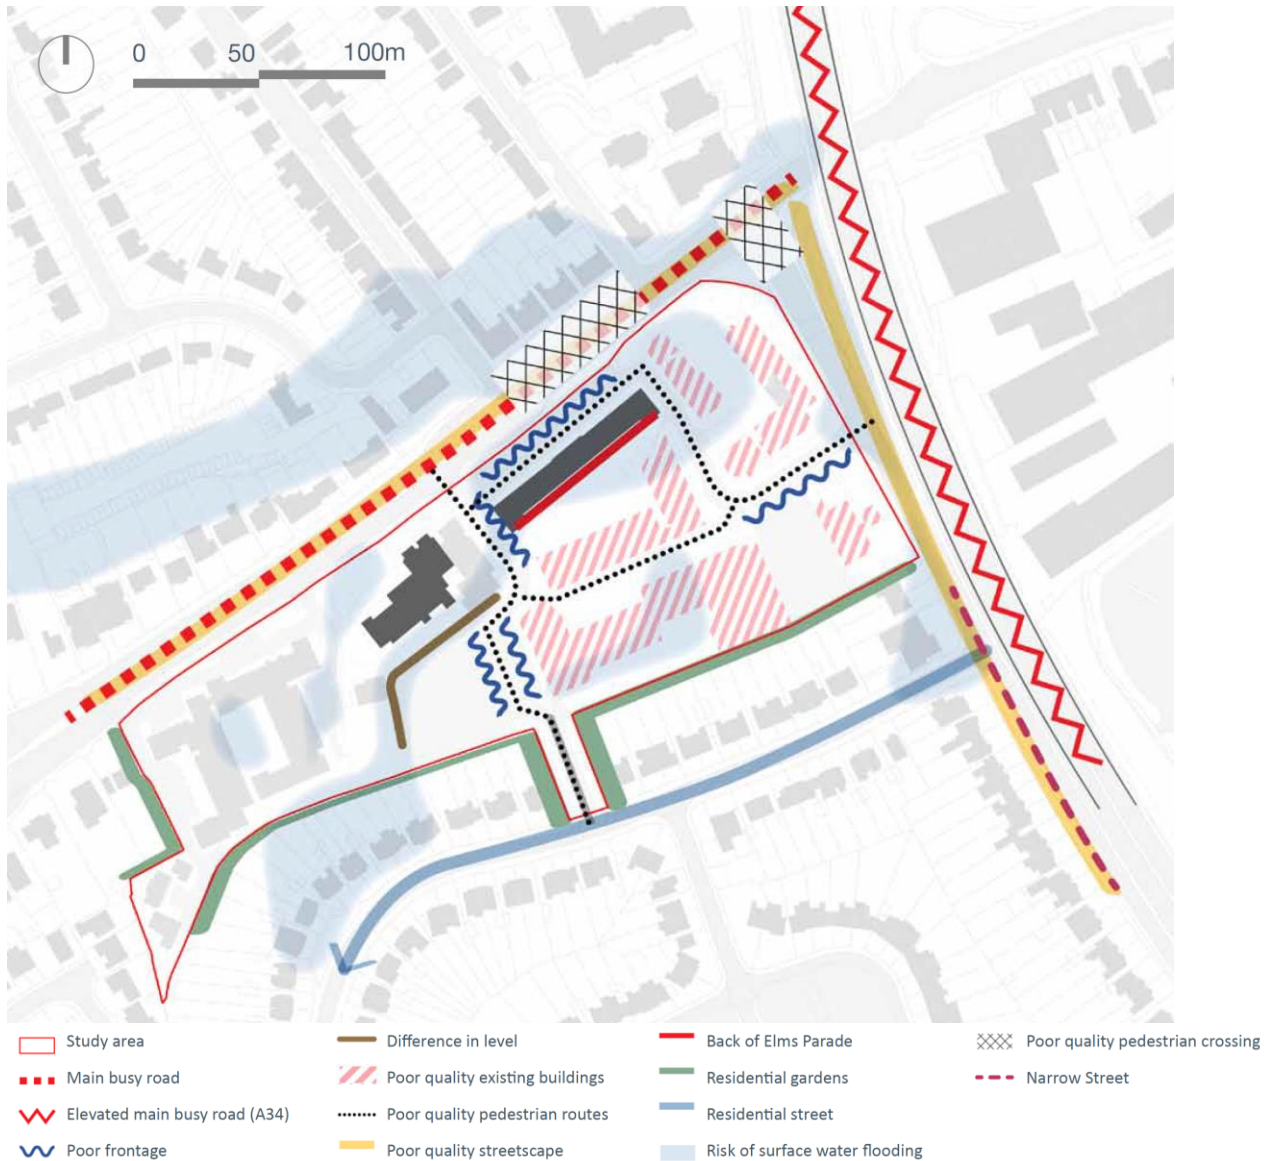 0 50 100m
Study area
Main busy road
Elevated main busy road (A34)
Poor frontage
Difference in level
Poor quality existing buildings
Poor quality pedestrian routes
Poor quality streetscape
Back of Elms Parade
Residential gardens
Residential street
Risk of surface water flooding
Poor quality pedestrian crossing
Narrow Street